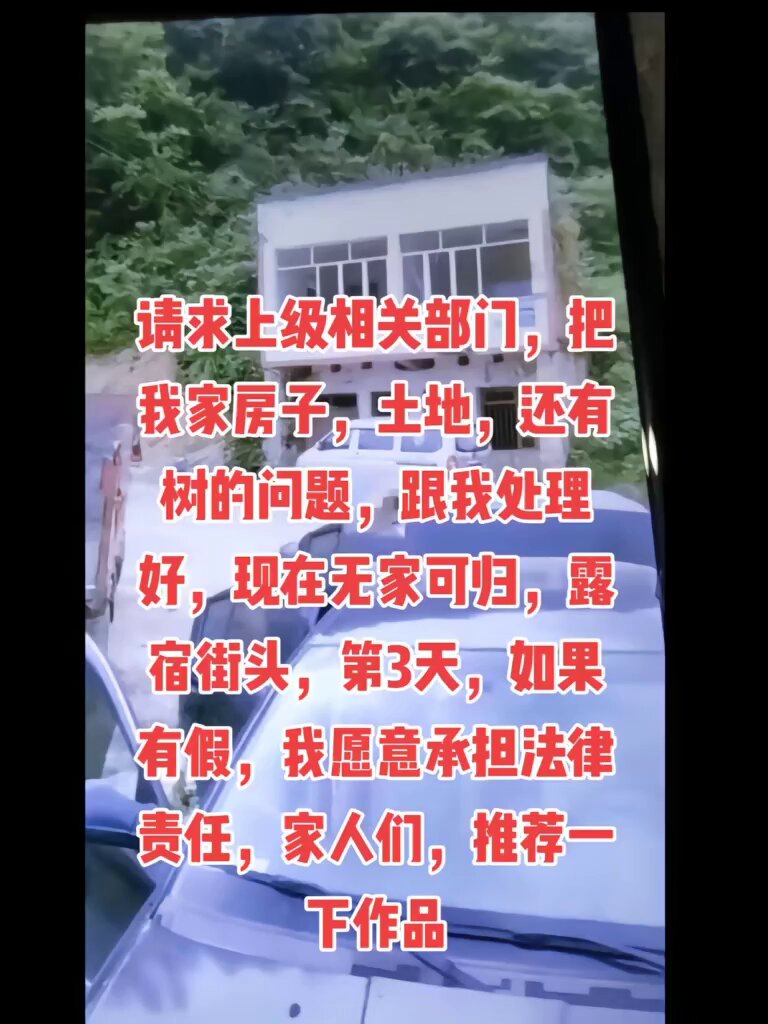 请求上级相关部门，把
我家房子，土地，还有
树的问题，跟我处理
好，现在无家可归，露
宿街头，第3天，如果
有假，我愿意承担法律
责任，家人们，推荐一
下作品